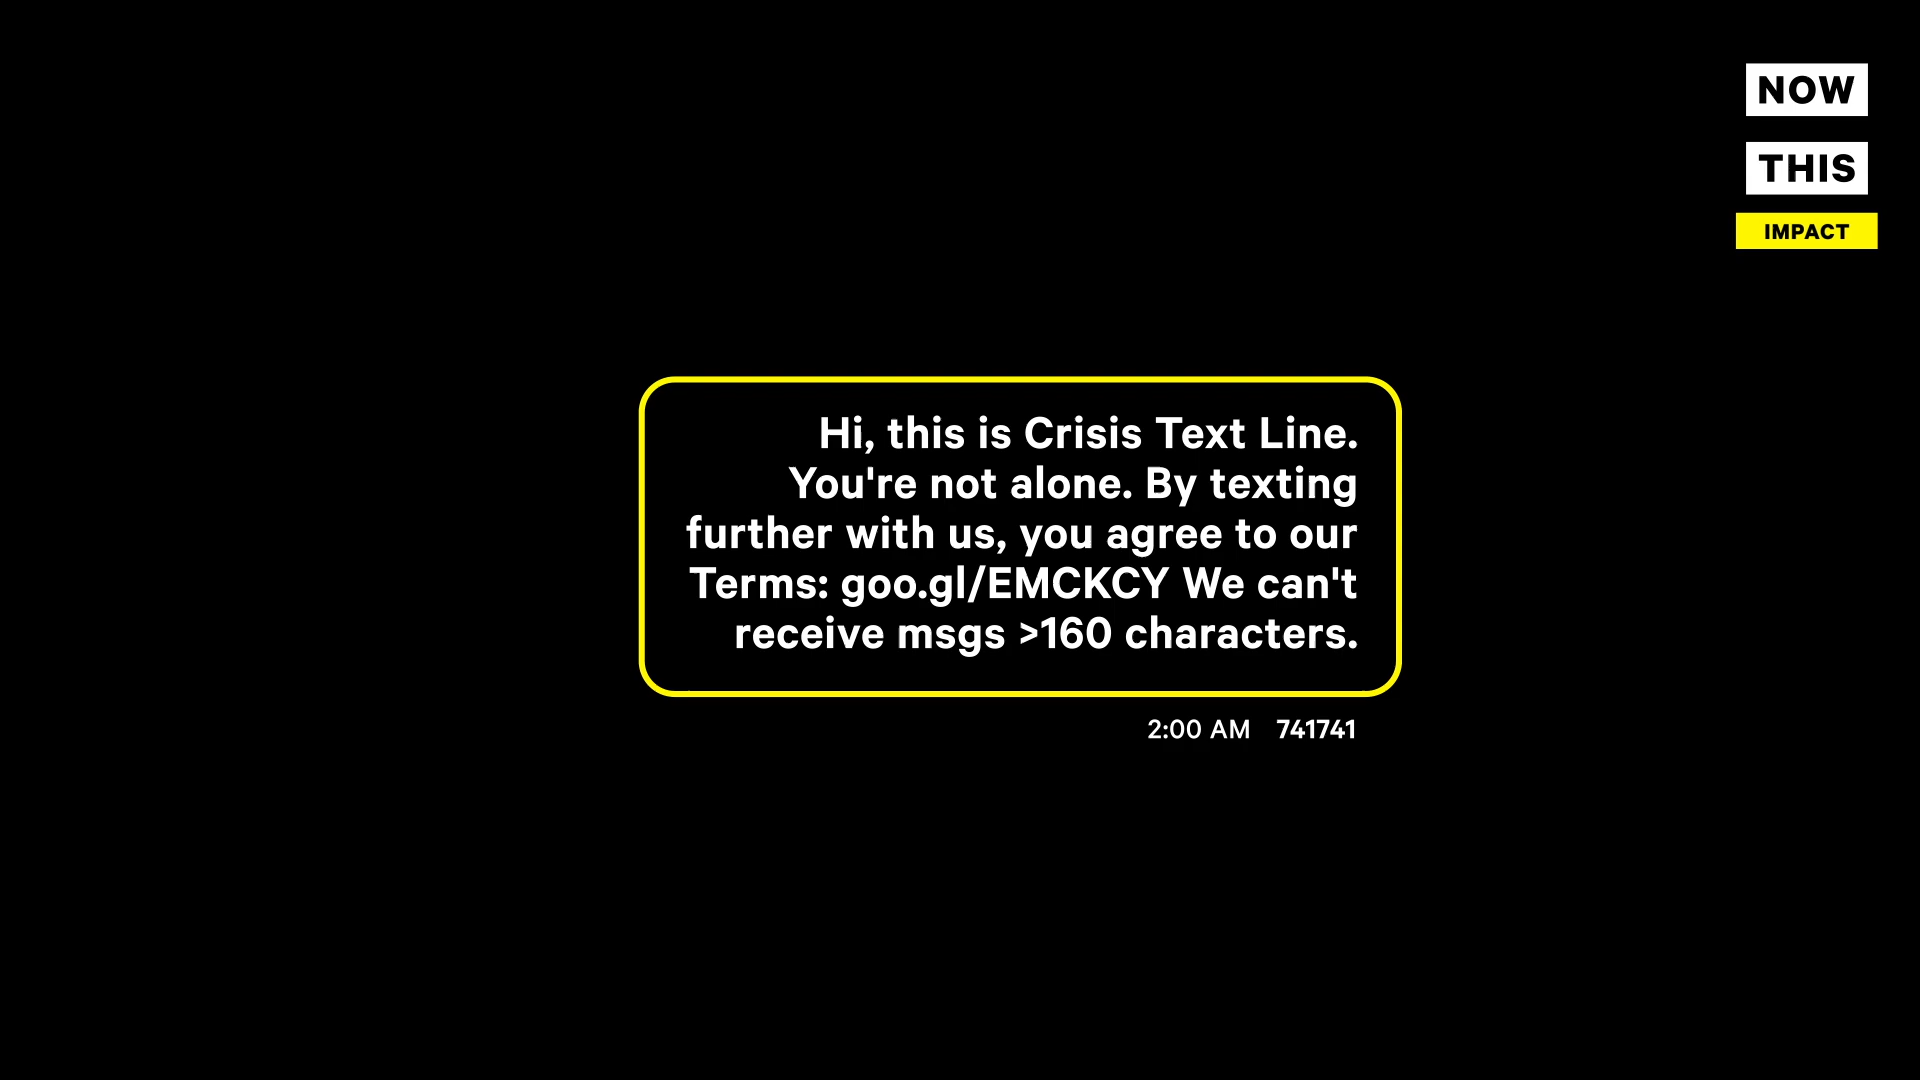 NOW
THIS
IMPACT
Hi, this is Crisis Text Line.
You're not alone. By texting
further with us, you agree to our
Terms: goo.gl/EMCKCY We can't
receive msgs >160 characters.
2:00 AM 741741